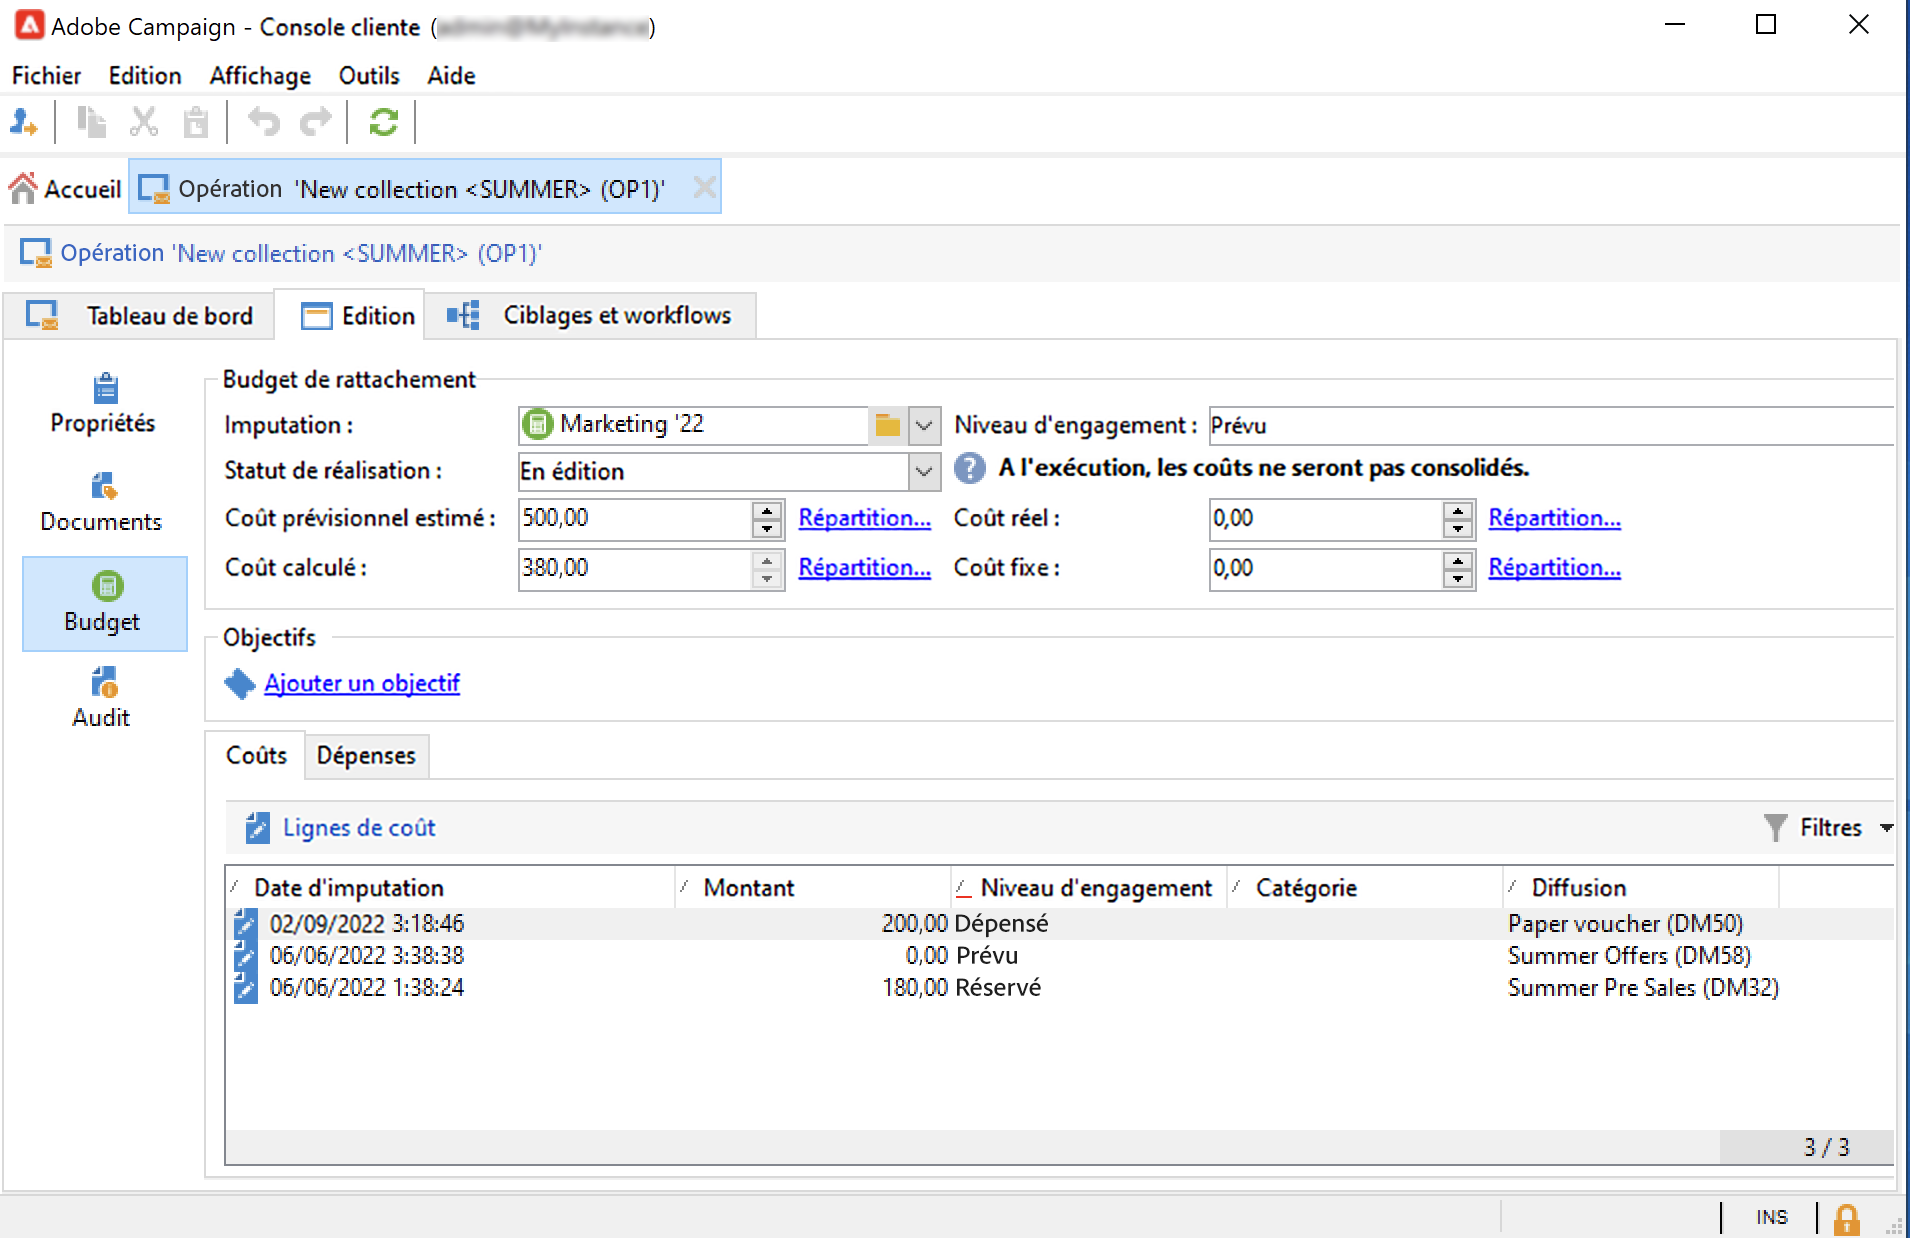 Adobe Campaign - Console cliente ( )
Fichier Edition Affichage Outils Aide
Accueil Opération 'New collection <SUMMER> (OP1)'
Opération 'New collection <SUMMER> (OP1)'
Tableau de bord Edition Ciblages et workflows
Propriétés
Documents
Budget
Audit
Budget de rattachement
Imputation : Marketing '22 Niveau d'engagement : Prévu
Statut de réalisation : En édition ? A l'exécution, les coûts ne seront pas consolidés.
Coût prévisionnel estimé : 500,00 Répartition... Coût réel : 0,00 Répartition...
Coût calculé : 380,00 Répartition... Coût fixe : 0,00 Répartition...
Objectifs
Ajouter un objectif
Coûts Dépenses
Lignes de coût Filtres
Date d'imputation Montant Niveau d'engagement Catégorie Diffusion
02/09/2022 3:18:46 200,00 Dépensé Paper voucher (DM50)
06/06/2022 3:38:38 0,00 Prévu Summer Offers (DM58)
06/06/2022 1:38:24 180,00 Réservé Summer Pre Sales (DM32)
3 / 3
INS